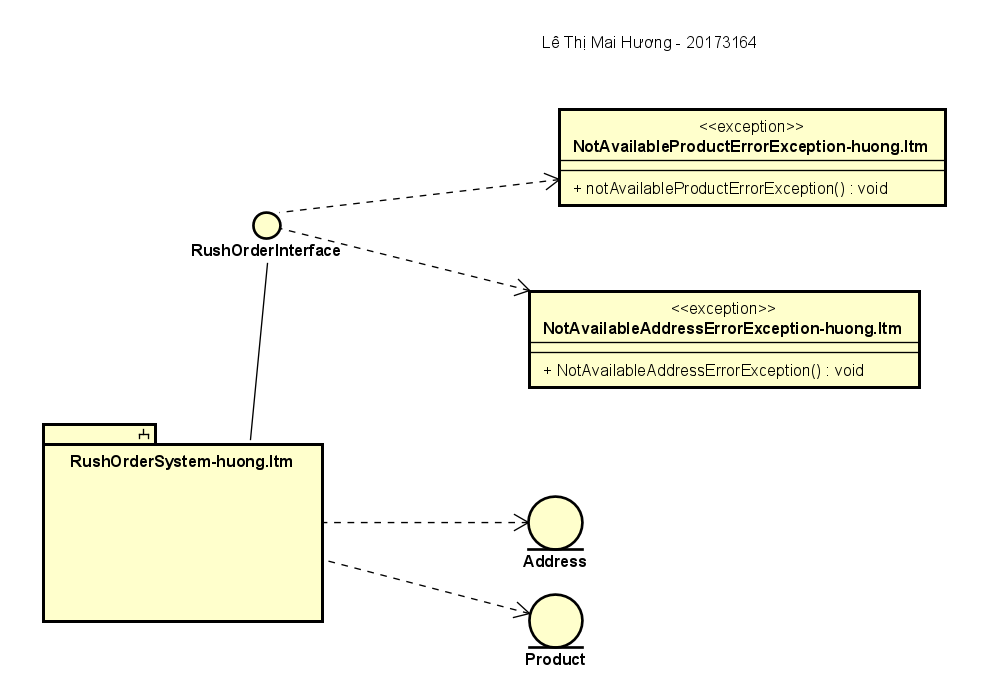 Lê Thị Mai Hương - 20173164
<<exception>>
NotAvailableProductErrorException-huong.ltm
+ notAvailableProductErrorException() : void
RushOrderInterface
<<exception>>
NotAvailableAddressErrorException-huong.ltm
+ NotAvailableAddressErrorException() : void
RushOrderSystem-huong.ltm
Address
Product